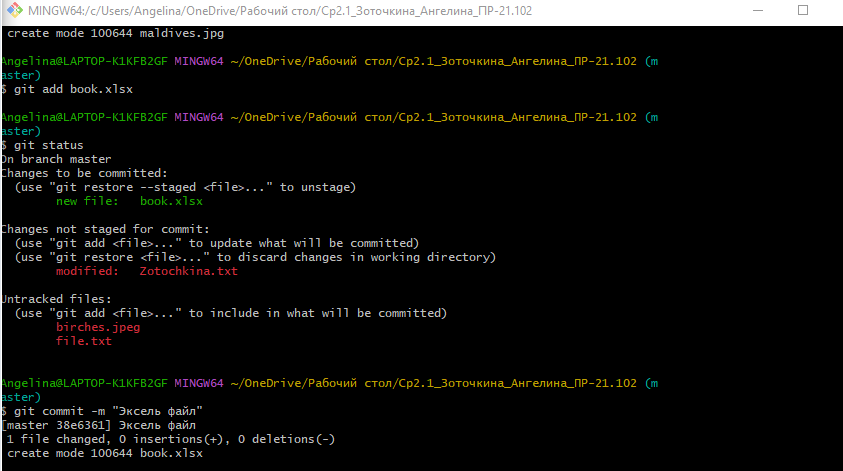 MINGW64:/c/Users/Angelina/OneDrive/Рабочий стол/Ср2.1_Зоточкина_Ангелина_ПР-21.102
create mode 100644 maldives.jpg
Angelina@LAPTOP-K1KFB2GF MINGW64 ~/OneDrive/Рабочий стол/Ср2.1_Зоточкина_Ангелина_ПР-21.102 (m
aster)
$ git add book.xlsx
Angelina@LAPTOP-K1KFB2GF MINGW64 ~/OneDrive/Рабочий стол/Ср2.1_Зоточкина_Ангелина_ПР-21.102 (m
aster)
$ git status
On branch master
Changes to be committed:
(use "git restore --staged <file>..." to unstage)
new file:   book.xlsx
Changes not staged for commit:
(use "git add <file>..." to update what will be committed)
(use "git restore <file>..." to discard changes in working directory)
modified:   Zotochkina.txt
Untracked files:
(use "git add <file>..." to include in what will be committed)
birches.jpeg
file.txt
Angelina@LAPTOP-K1KFB2GF MINGW64 ~/OneDrive/Рабочий стол/Ср2.1_Зоточкина_Ангелина_ПР-21.102 (m
aster)
$ git commit -m "Эксель файл"
[master 38e6361] Эксель файл
1 file changed, 0 insertions(+), 0 deletions(-)
create mode 100644 book.xlsx